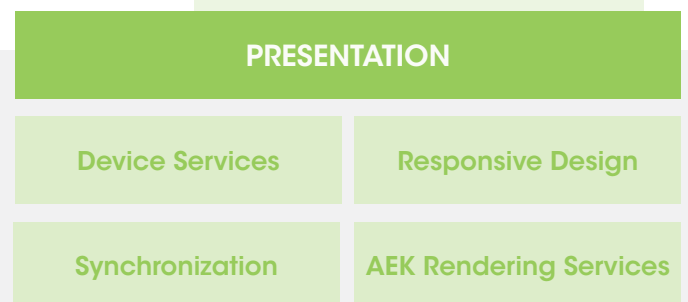 PRESENTATION
Device Services
Responsive Design
Synchronization
AEK Rendering Services